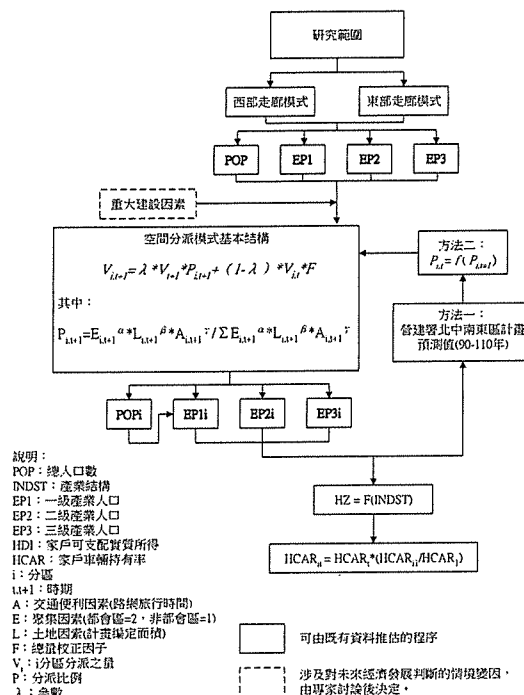 研究範圍
西部走廊模式
東部走廊模式
POP
EP1
EP2
EP3
重大建設因素
空間分派模式基本結構
V_{i,t+1}=λ*V_{t+1}*P_{i,t+1}+(1-λ)*V_{i,t}*F
其中：
P_{i,t+1}=E_{i,t+1}^α*L_{i,t+1}^β*A_{i,t+1}^γ/ΣE_{i,t+1}^α*L_{i,t+1}^β*A_{i,t+1}^γ
方法二：
P_{i,t}=f(P_{i,t+1})
方法一：
營建署北中南東區計畫
預測值(90-110年)
POPi
EP1i
EP2i
EP3i
HZ = F(INDST)
HCAR_{it} = HCAR_t*(HCAR_{ti}/HCAR_t)
說明：
POP：總人口數
INDST：產業結構
EP1：一級產業人口
EP2：二級產業人口
EP3：三級產業人口
HDI：家戶可支配實質所得
HCAR：家戶車輛持有率
i：分區
t,t+1：時期
A：交通便利因素(路網旅行時間)
E：聚集因素(都會區=2，非都會區=1)
L：土地因素(計畫編定面積)
F：總量校正因子
V_i：i分區分派之量
P：分派比例
λ：參數
可由既有資料推估的程序
涉及對未來經濟發展判斷的情境變因，
由專家討論後決定。